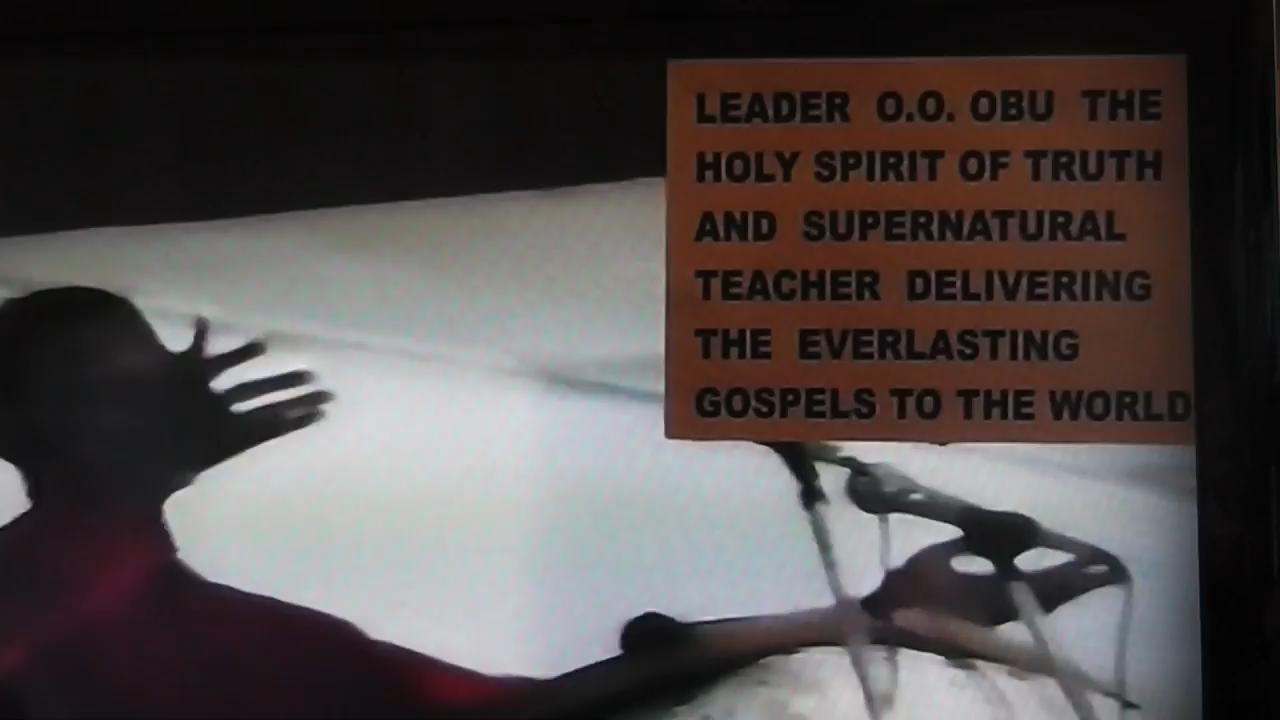 LEADER O.O. OBU THE
HOLY SPIRIT OF TRUTH
AND SUPERNATURAL
TEACHER DELIVERING
THE EVERLASTING
GOSPELS TO THE WORLD